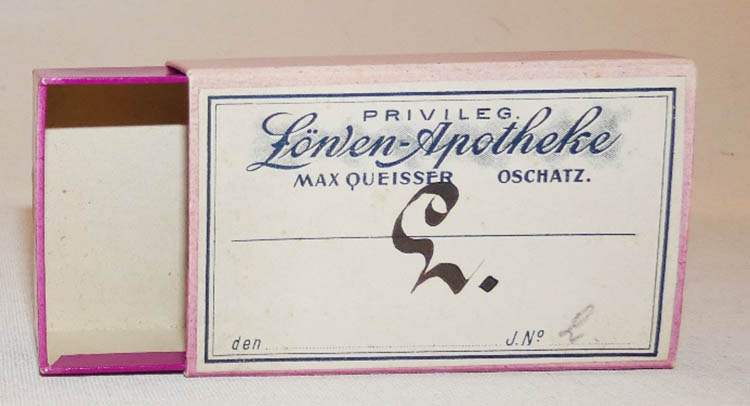 PRIVILEG.
Löwen-Apotheke
MAX QUEISSER OSCHATZ.
L.
den
J.Nº L